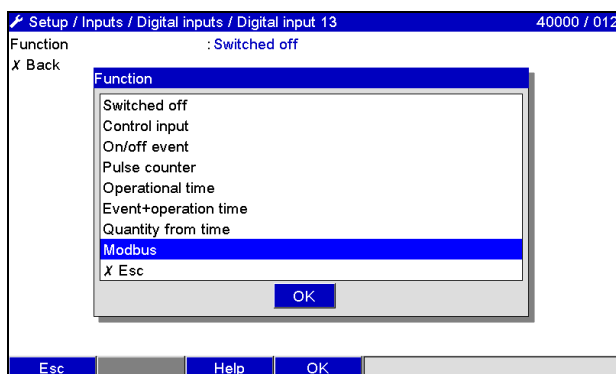 Setup / Inputs / Digital inputs / Digital input 13 40000 / 012
Function : Switched off
X Back
Function
Switched off
Control input
On/off event
Pulse counter
Operational time
Event+operation time
Quantity from time
Modbus
X Esc
OK
Esc Help OK